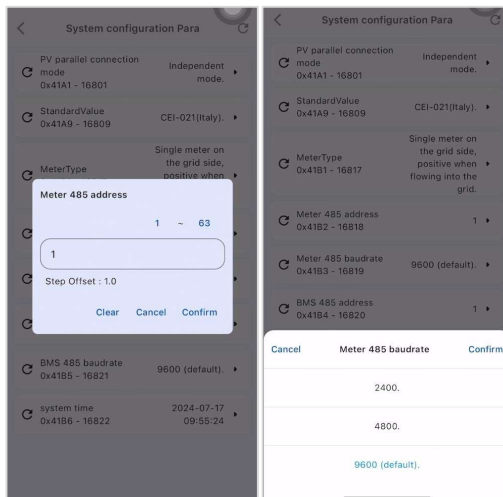 System configuration Para
PV parallel connection
mode
0x41A1 - 16801
Independent
mode.
StandardValue
0x41A9 - 16809
CEI-021(Italy).
MeterType
Single meter on
the grid side,
positive when
Meter 485 address
1 ~ 63
1
Step Offset : 1.0
Clear Cancel Confirm
BMS 485 baudrate
0x41B5 - 16821
9600 (default).
system time
0x41B6 - 16822
2024-07-17
09:55:24
System configuration Para
PV parallel connection
mode
0x41A1 - 16801
Independent
mode.
StandardValue
0x41A9 - 16809
CEI-021(Italy).
MeterType
0x41B1 - 16817
Single meter on
the grid side,
positive when
flowing into the
grid.
Meter 485 address
0x41B2 - 16818
1
Meter 485 baudrate
0x41B3 - 16819
9600 (default).
BMS 485 address
0x41B4 - 16820
1
Cancel Meter 485 baudrate Confirm
2400.
4800.
9600 (default).